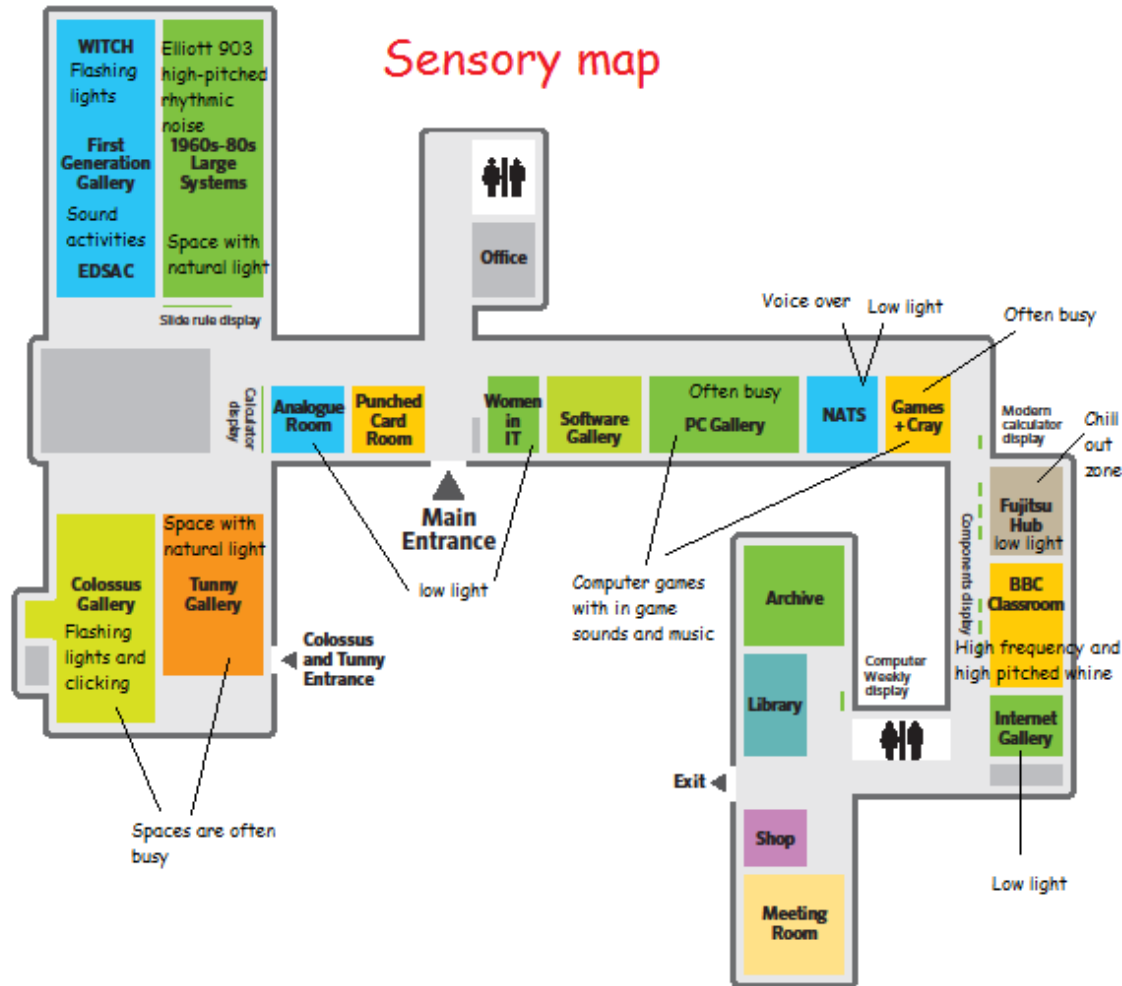 Sensory map
WITCH
Flashing
lights
First
Generation
Gallery
Sound
activities
EDSAC
Elliott 903
high-pitched
rhythmic
noise
1960s-80s
Large
Systems
Space with
natural light
Slide rule display
Office
Calculator
display
Analogue
Room
Punched
Card
Room
Women
in
IT
Software
Gallery
Often busy
PC Gallery
Voice over
Low light
NATS
Often busy
Games
+ Cray
Modern
calculator
display
Chill
out
zone
Fujitsu
Hub
low light
Components display
BBC
Classroom
High frequency and
high pitched whine
Internet
Gallery
Low light
Main
Entrance
low light
Computer games
with in game
sounds and music
Space with
natural light
Tunny
Gallery
Colossus
Gallery
Flashing
lights and
clicking
Colossus
and Tunny
Entrance
Spaces are often
busy
Archive
Library
Computer
Weekly
display
Exit
Shop
Meeting
Room